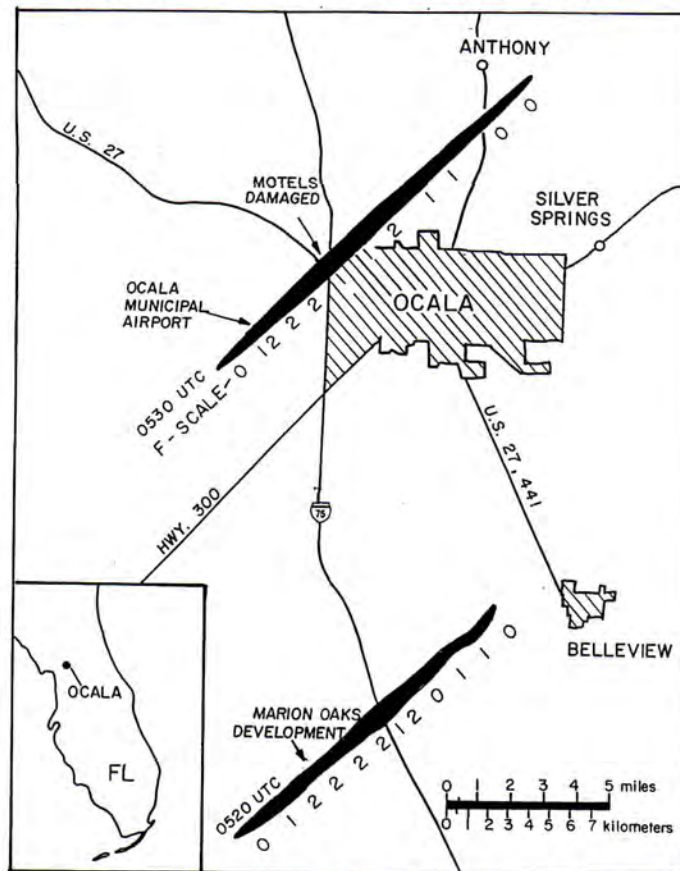 ANTHONY
U.S. 27
MOTELS
DAMAGED
SILVER
SPRINGS
OCALA
MUNICIPAL
AIRPORT
OCALA
0530 UTC
F-SCALE-0 1 2 2 2 1 1 2 1 1 0 0
U.S. 27, 441
HWY. 300
75
BELLEVIEW
MARION OAKS
DEVELOPMENT
0520 UTC
0 1 2 2 2 2 1 2 0 1 1 0
OCALA
FL
0 1 2 3 4 5 miles
0 1 2 3 4 5 6 7 kilometers